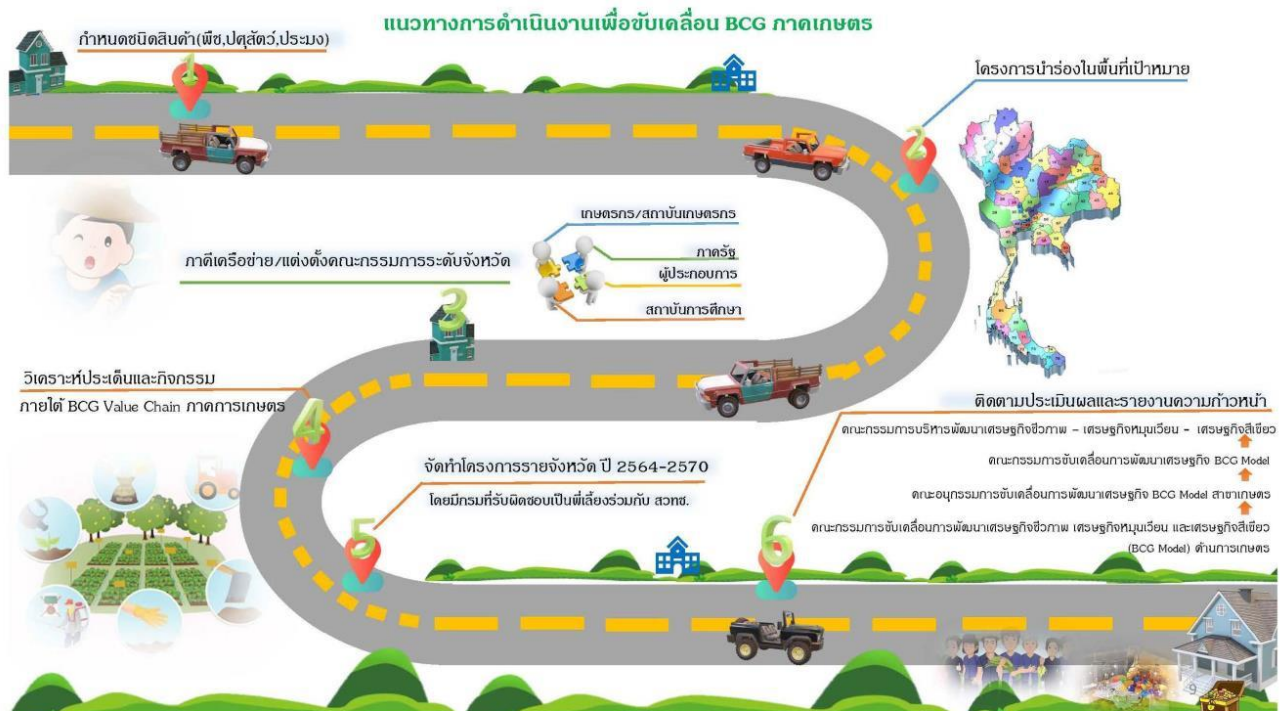 แนวทางการดำเนินงานเพื่อขับเคลื่อน BCG ภาคเกษตร
กำหนดชนิดสินค้า(พืช,ปศุสัตว์,ประมง)
1
โครงการนำร่องในพื้นที่เป้าหมาย
2
ภาคีเครือข่าย/แต่งตั้งคณะกรรมการระดับจังหวัด
เกษตรกร/สถาบันเกษตรกร
ภาครัฐ
ผู้ประกอบการ
สถาบันการศึกษา
3
วิเคราะห์ประเด็นและกิจกรรม
ภายใต้ BCG Value Chain ภาคการเกษตร
4
จัดทำโครงการรายจังหวัด ปี 2564-2570
โดยมีกรมที่รับผิดชอบเป็นพี่เลี้ยงร่วมกับ สวทช.
5
ติดตามประเมินผลและรายงานความก้าวหน้า
คณะกรรมการบริหารพัฒนาเศรษฐกิจชีวภาพ - เศรษฐกิจหมุนเวียน - เศรษฐกิจสีเขียว
คณะกรรมการขับเคลื่อนการพัฒนาเศรษฐกิจ BCG Model
คณะอนุกรรมการขับเคลื่อนการพัฒนาเศรษฐกิจ BCG Model สาขาเกษตร
คณะกรรมการขับเคลื่อนการพัฒนาเศรษฐกิจชีวภาพ เศรษฐกิจหมุนเวียน และเศรษฐกิจสีเขียว
(BCG Model) ด้านการเกษตร
6
9